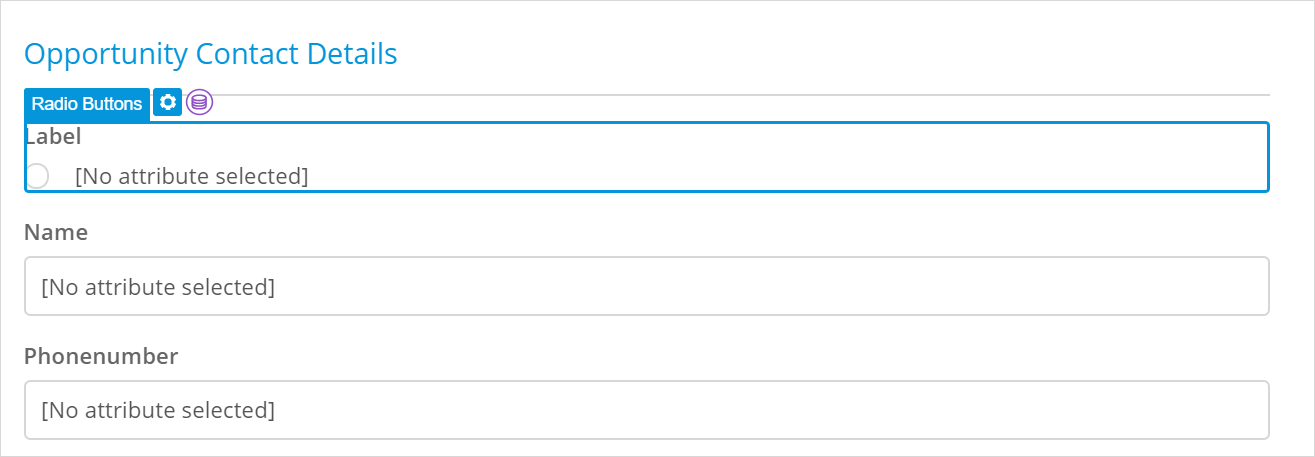 Opportunity Contact Details
Radio Buttons
Label
[No attribute selected]
Name
[No attribute selected]
Phonenumber
[No attribute selected]